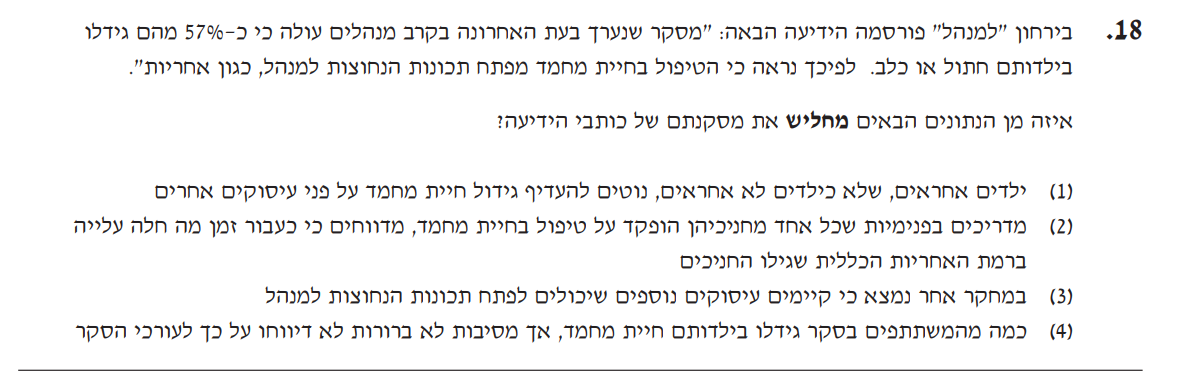 18. בירחון "למנהל" פורסמה הידיעה הבאה: "מסקר שנערך בעת האחרונה בקרב מנהלים עולה כי כ-57% מהם גידלו
בילדותם חתול או כלב. לפיכך נראה כי הטיפול בחיית מחמד מפתח תכונות הנחוצות למנהל, כגון אחריות".
איזה מן הנתונים הבאים מחליש את מסקנתם של כותבי הידיעה?
(1) ילדים אחראים, שלא כילדים לא אחראים, נוטים להעדיף גידול חיית מחמד על פני עיסוקים אחרים
(2) מדריכים בפנימיות שכל אחד מחניכיהן הופקד על טיפול בחיית מחמד, מדווחים כי כעבור זמן מה חלה עלייה
ברמת האחריות הכללית שגילו החניכים
(3) במחקר אחר נמצא כי קיימים עיסוקים נוספים שיכולים לפתח תכונות הנחוצות למנהל
(4) כמה מהמשתתפים בסקר גידלו בילדותם חיית מחמד, אך מסיבות לא ברורות לא דיווחו על כך לעורכי הסקר